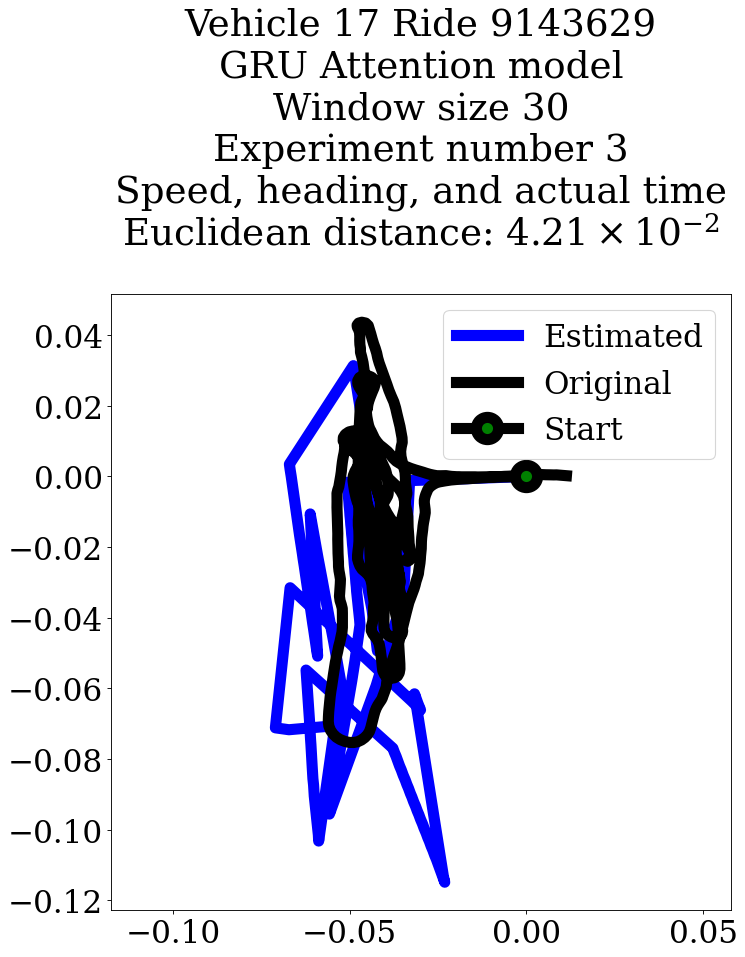 Vehicle 17 Ride 9143629
GRU Attention model
Window size 30
Experiment number 3
Speed, heading, and actual time
Euclidean distance: 4.21 × 10⁻²
Estimated
Original
Start
0.04
0.02
0.00
−0.02
−0.04
−0.06
−0.08
−0.10
−0.12
−0.10 −0.05 0.00 0.05